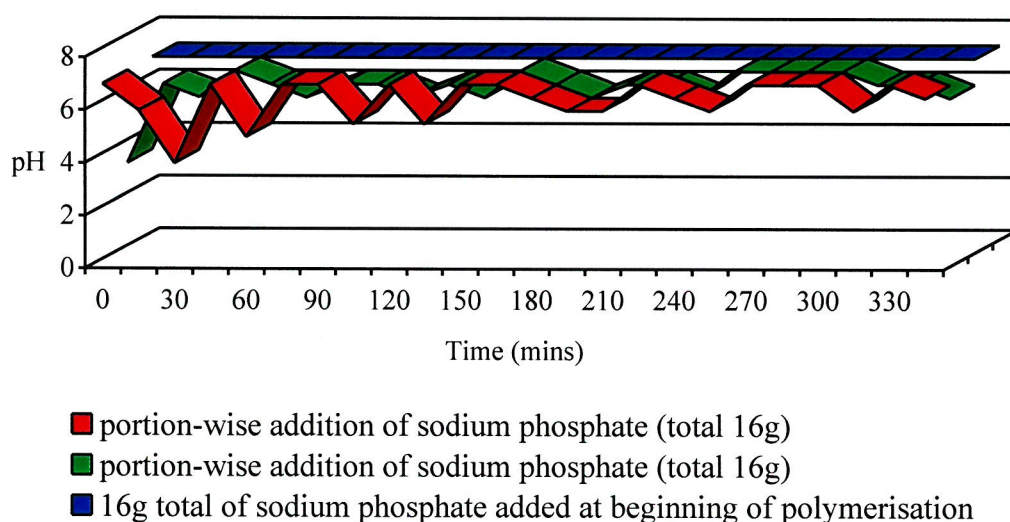 8
6
pH 4
2
0
0 30 60 90 120 150 180 210 240 270 300 330
Time (mins)
portion-wise addition of sodium phosphate (total 16g)
portion-wise addition of sodium phosphate (total 16g)
16g total of sodium phosphate added at beginning of polymerisation